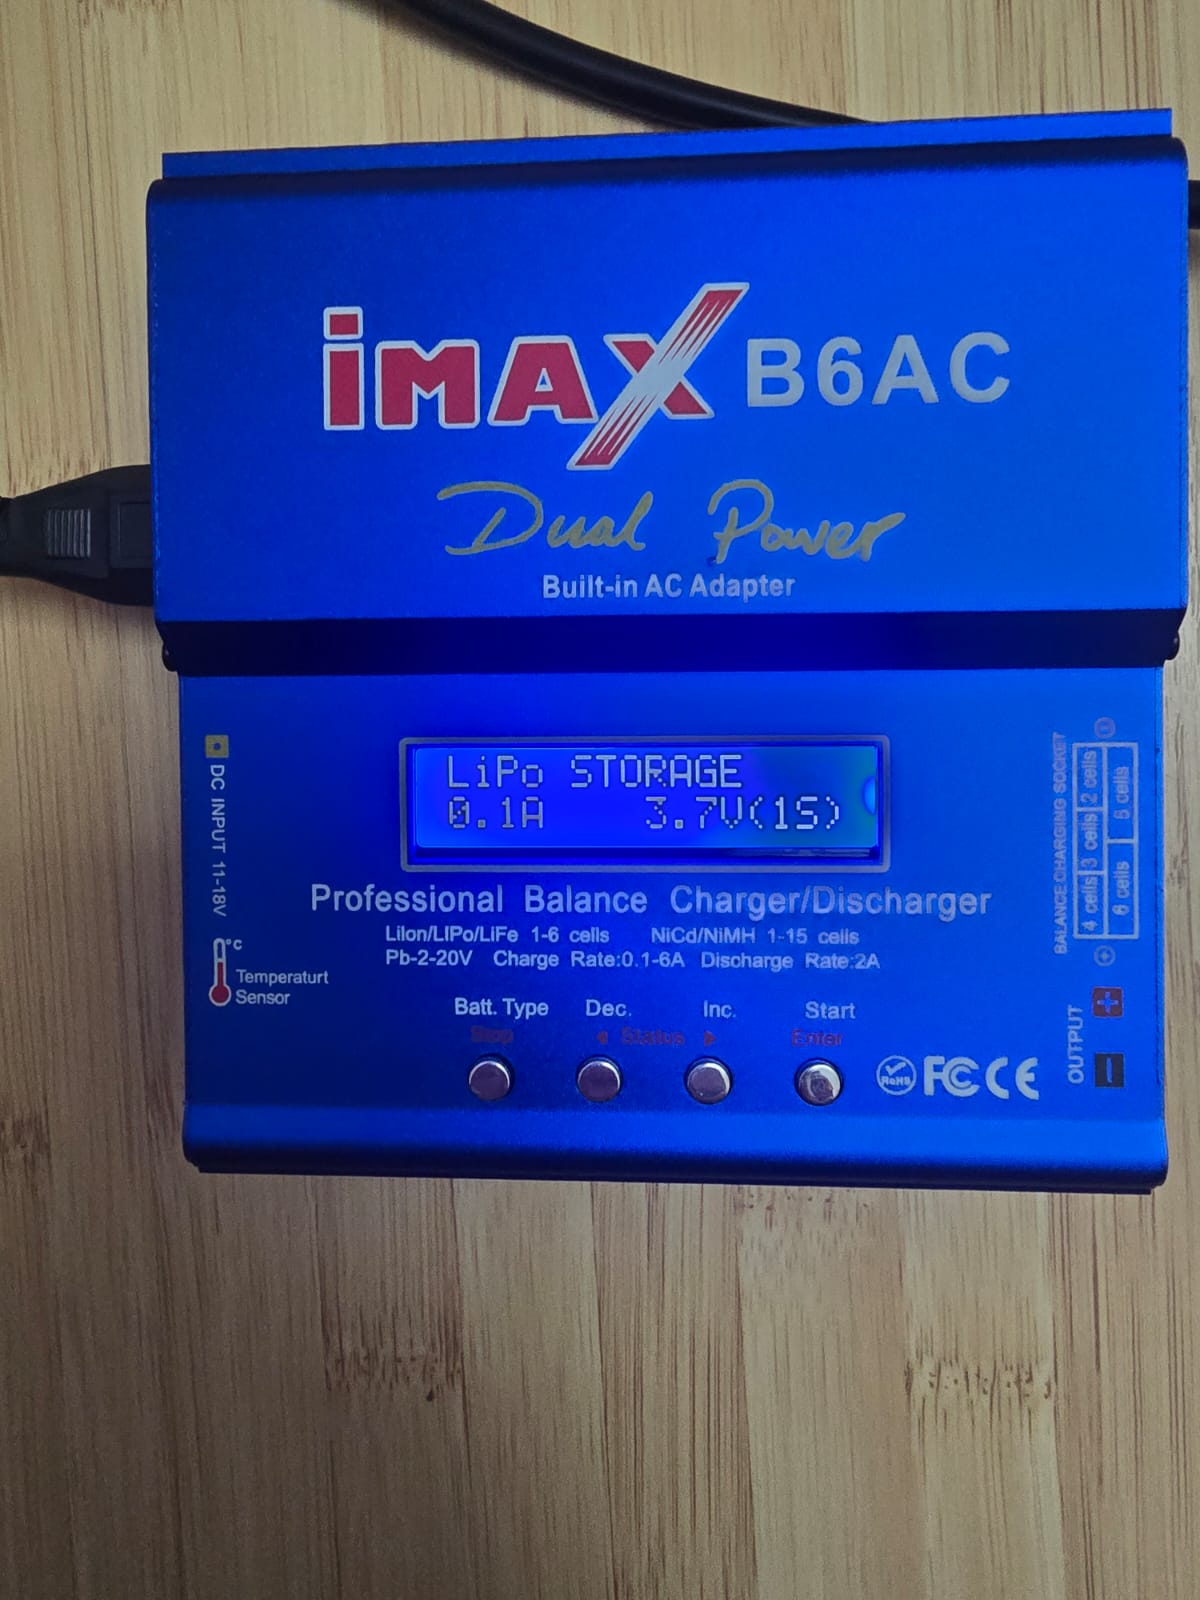 iMAX B6AC
Dual Power
Built-in AC Adapter
LiPo STORAGE
0.1A 3.7V(1S)
Professional Balance Charger/Discharger
LiIon/LIPo/LiFe 1-6 cells NiCd/NiMH 1-15 cells
Pb-2-20V Charge Rate:0.1-6A Discharge Rate:2A
Batt. Type Dec. Inc. Start
Stop ◄ Status ► Enter
DC INPUT 11-18V
°C
Temperaturt
Sensor
BALANCE CHARGING SOCKET
4 cells 3 cells 2 cells
6 cells 5 cells
OUTPUT
+
-
RoHS FC CE